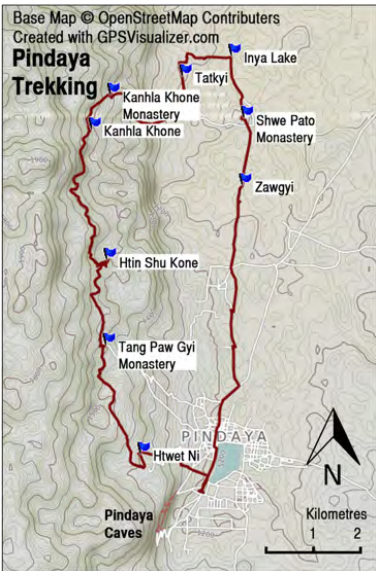 Base Map © OpenStreetMap Contributers
Created with GPSVisualizer.com
Pindaya
Trekking
Inya Lake
Tatkyi
Kanhla Khone
Monastery
Kanhla Khone
Shwe Pato
Monastery
Zawgyi
Htin Shu Kone
Tang Paw Gyi
Monastery
PINDAYA
Htwet Ni
Pindaya
Caves
N
Kilometres
1 2